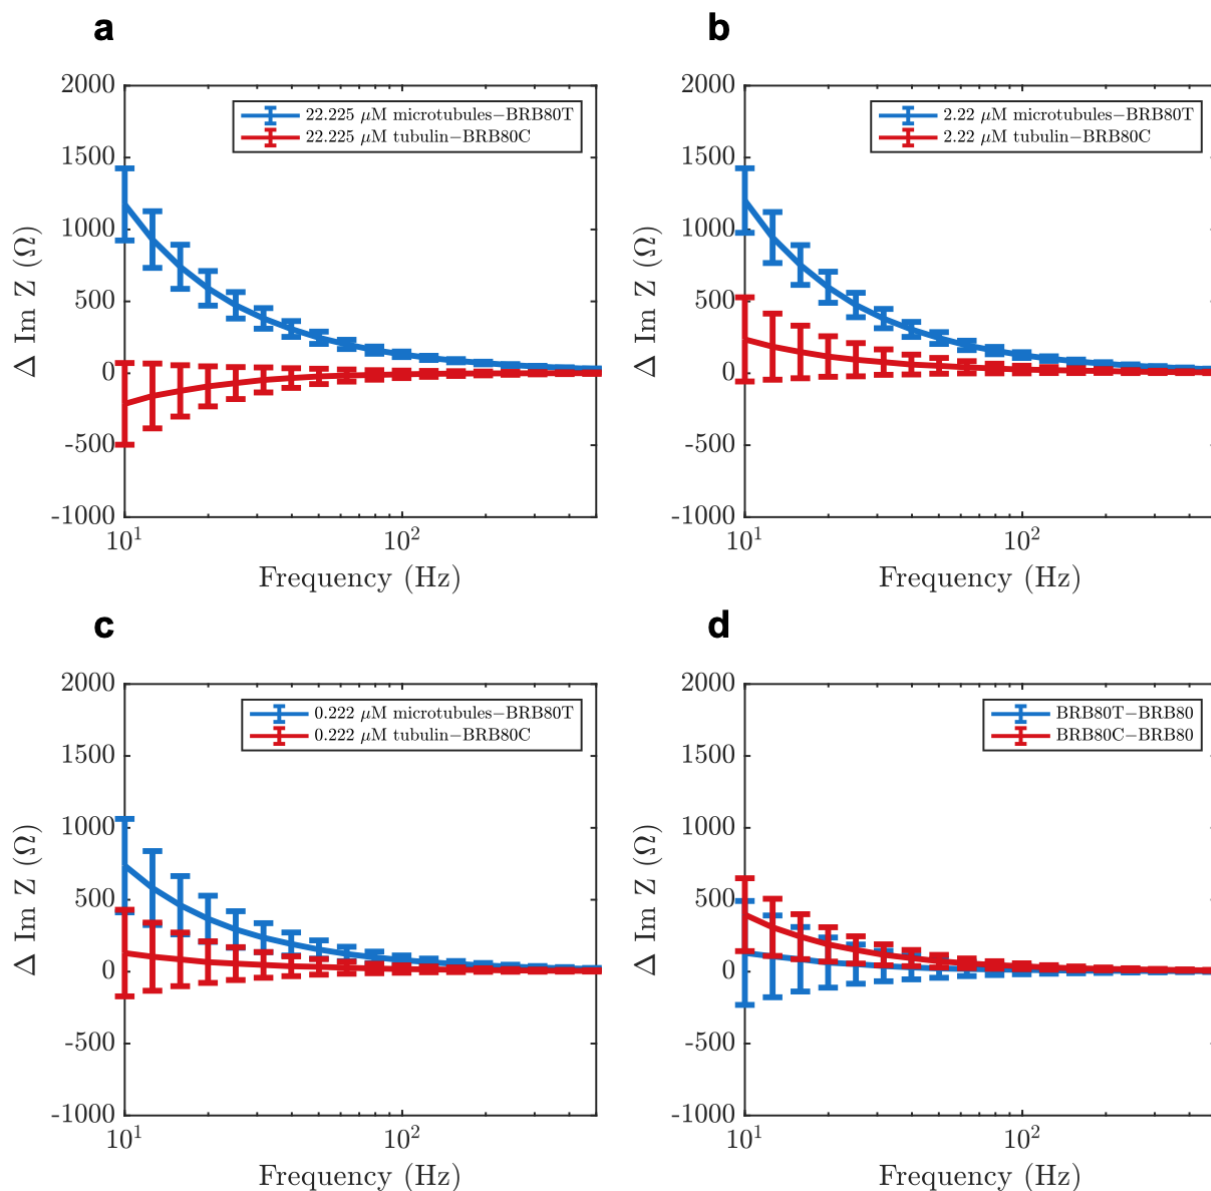 a
2000
1500
1000
500
0
-500
-1000
Δ Im Z (Ω)
22.225 μM microtubules−BRB80T
22.225 μM tubulin−BRB80C
10¹
10²
Frequency (Hz)
b
2000
1500
1000
500
0
-500
-1000
Δ Im Z (Ω)
2.22 μM microtubules−BRB80T
2.22 μM tubulin−BRB80C
10¹
10²
Frequency (Hz)
c
2000
1500
1000
500
0
-500
-1000
Δ Im Z (Ω)
0.222 μM microtubules−BRB80T
0.222 μM tubulin−BRB80C
10¹
10²
Frequency (Hz)
d
2000
1500
1000
500
0
-500
-1000
Δ Im Z (Ω)
BRB80T−BRB80
BRB80C−BRB80
10¹
10²
Frequency (Hz)